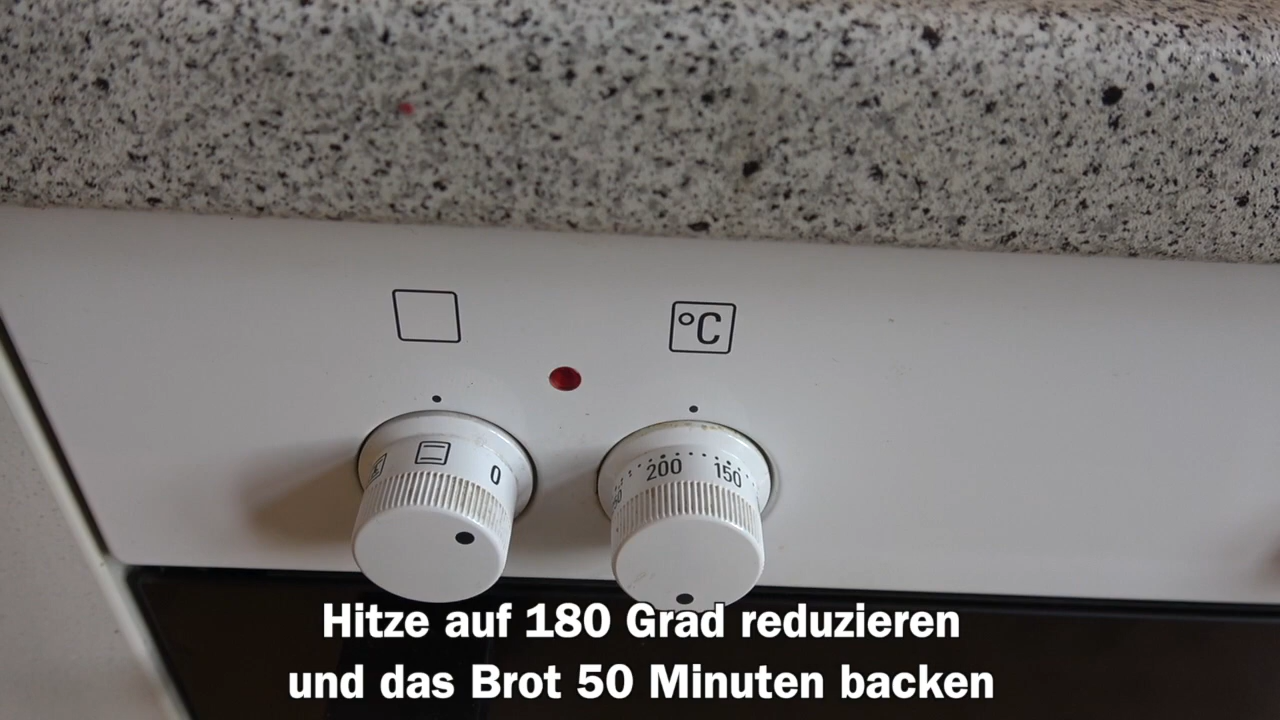 °C
0
200
150
Hitze auf 180 Grad reduzieren
und das Brot 50 Minuten backen